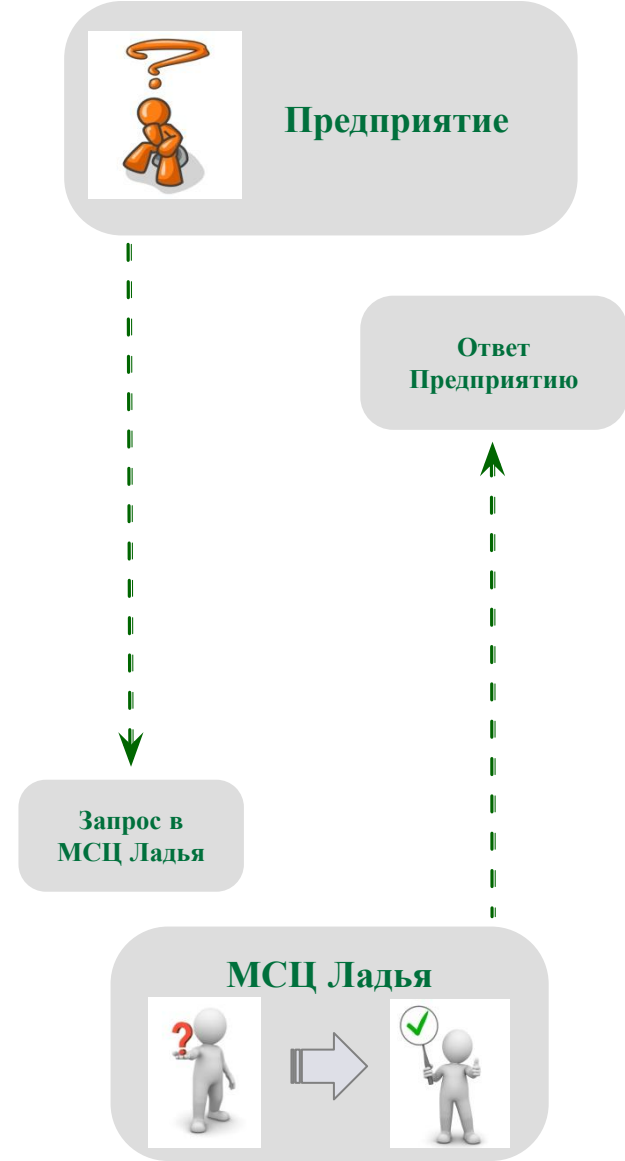 Предприятие
Ответ
Предприятию
Запрос в
МСЦ Ладья
МСЦ Ладья